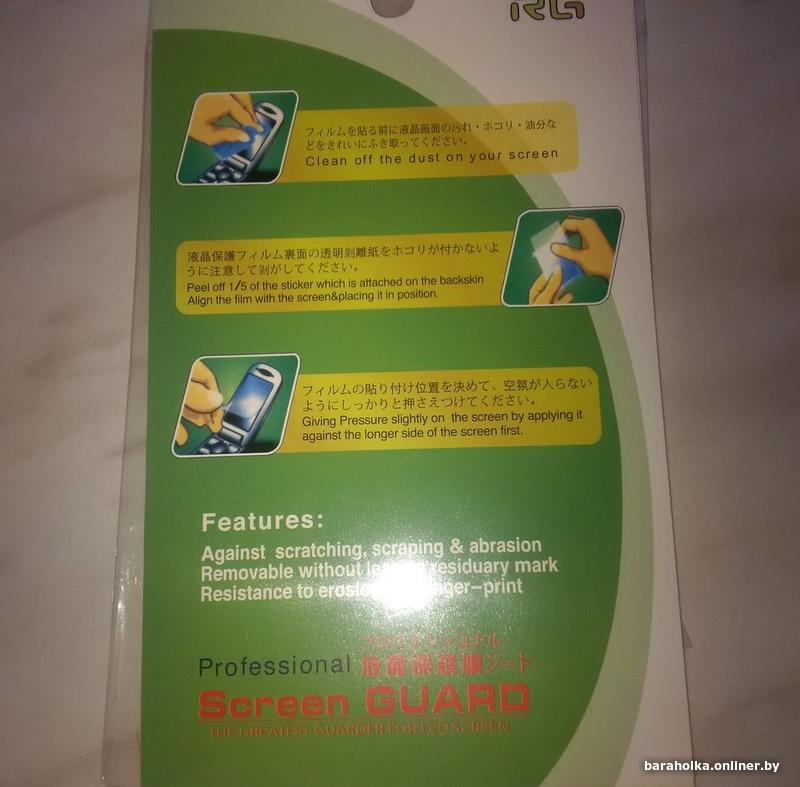 フィルムを貼る前に液晶画面の汚れ・ホコリ・油分な
どをきれいにふき取ってください。
Clean off the dust on your screen
液晶保護フィルム裏面の透明剥離紙をホコリが付かないよ
うに注意して剥がしてください。
Peel off 1/5 of the sticker which is attached on the backskin
Align the film with the screen&placing it in position.
フィルムの貼り付け位置を決めて、空気が入らない
ようにしっかりと押さえつけてください。
Giving Pressure slightly on the screen by applying it
against the longer side of the screen first.
Features:
Against scratching, scraping & abrasion
Removable without residuary mark
Resistance to
Professional 液晶保護膜シート
Screen GUARD
THE GREATEST GUARDER FOR LCD SCREEN
baraholka.onliner.by